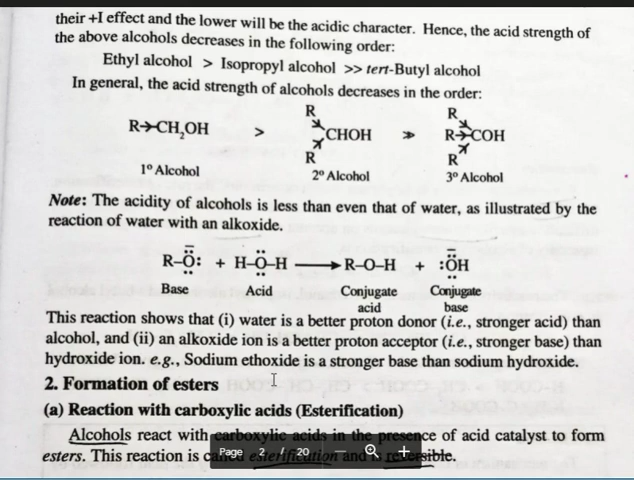 their +I effect and the lower will be the acidic character. Hence, the acid strength of
the above alcohols decreases in the following order:
Ethyl alcohol > Isopropyl alcohol >> tert-Butyl alcohol
In general, the acid strength of alcohols decreases in the order:
R R
R→CH₂OH > CHOH >> R→COH
R R
1° Alcohol 2° Alcohol 3° Alcohol
Note: The acidity of alcohols is less than even that of water, as illustrated by the
reaction of water with an alkoxide.
R–Ö:⁻ + H–Ö–H ⟶ R–O–H + :ÖH⁻
Base Acid Conjugate Conjugate
acid base
This reaction shows that (i) water is a better proton donor (i.e., stronger acid) than
alcohol, and (ii) an alkoxide ion is a better proton acceptor (i.e., stronger base) than
hydroxide ion. e.g., Sodium ethoxide is a stronger base than sodium hydroxide.
2. Formation of esters
(a) Reaction with carboxylic acids (Esterification)
Alcohols react with carboxylic acids in the presence of acid catalyst to form
esters. This reaction is called esterification and is reversible.
Page 2 / 20